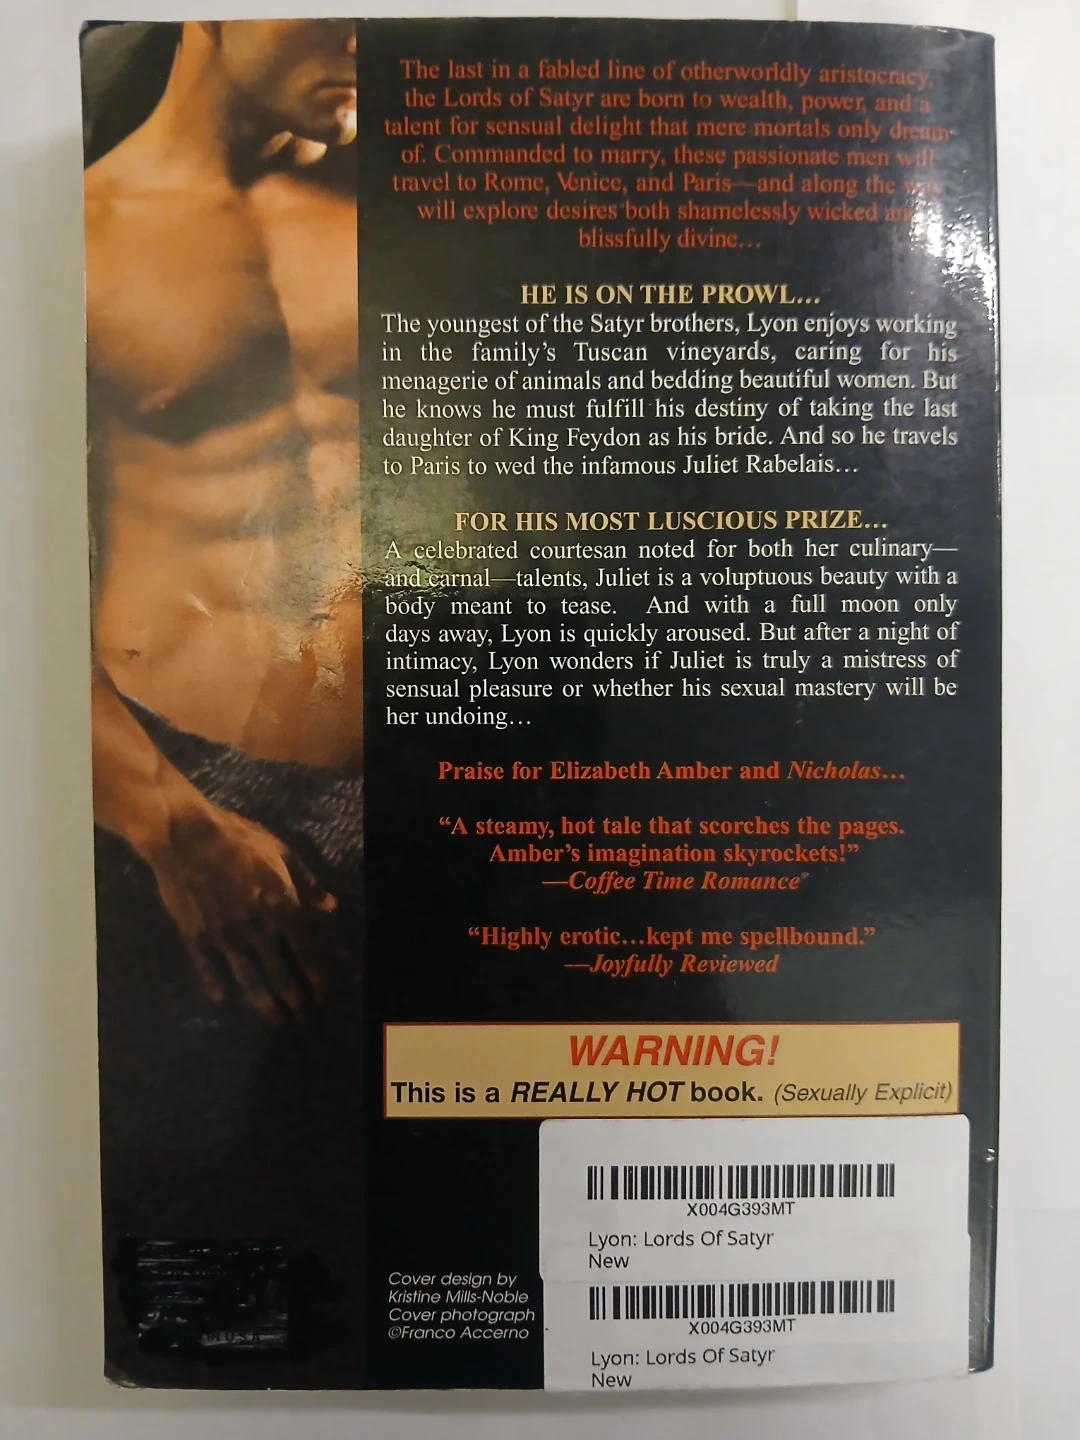 The last in a fabled line of otherworldly aristocracy,
the Lords of Satyr are born to wealth, power, and a
talent for sensual delight that mere mortals only dream
of. Commanded to marry, these passionate men will
travel to Rome, Venice, and Paris—and along the way
will explore desires both shamelessly wicked and
blissfully divine…
HE IS ON THE PROWL…
The youngest of the Satyr brothers, Lyon enjoys working
in the family's Tuscan vineyards, caring for his
menagerie of animals and bedding beautiful women. But
he knows he must fulfill his destiny of taking the last
daughter of King Feydon as his bride. And so he travels
to Paris to wed the infamous Juliet Rabelais…
FOR HIS MOST LUSCIOUS PRIZE…
A celebrated courtesan noted for both her culinary—
and carnal—talents, Juliet is a voluptuous beauty with a
body meant to tease. And with a full moon only
days away, Lyon is quickly aroused. But after a night of
intimacy, Lyon wonders if Juliet is truly a mistress of
sensual pleasure or whether his sexual mastery will be
her undoing…
Praise for Elizabeth Amber and Nicholas…
"A steamy, hot tale that scorches the pages.
Amber's imagination skyrockets!"
—Coffee Time Romance
"Highly erotic…kept me spellbound."
—Joyfully Reviewed
WARNING!
This is a REALLY HOT book. (Sexually Explicit)
X004G393MT
Lyon: Lords Of Satyr
New
X004G393MT
Lyon: Lords Of Satyr
New
Cover design by
Kristine Mills-Noble
Cover photograph
©Franco Accerno
IN U.S.A.